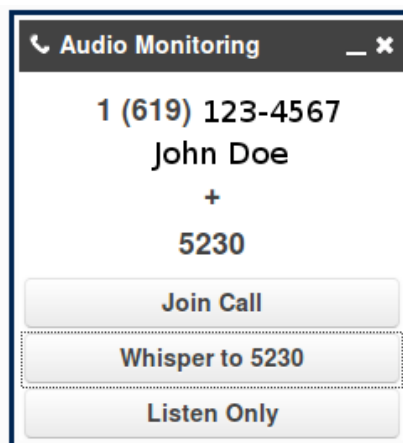 Audio Monitoring
1 (619) 123-4567
John Doe
+
5230
Join Call
Whisper to 5230
Listen Only